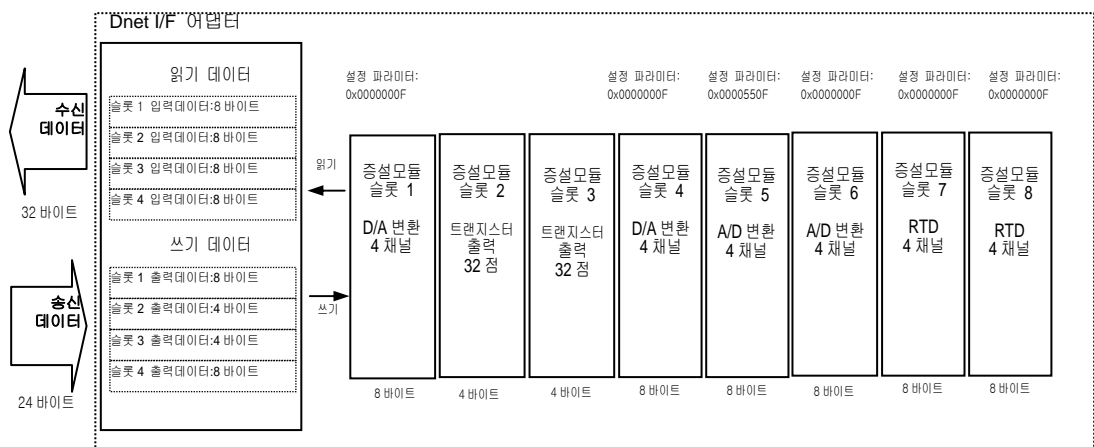 Dnet I/F 어댑터
읽기 데이터
슬롯 1 입력데이터:8 바이트
슬롯 2 입력데이터:8 바이트
슬롯 3 입력데이터:8 바이트
슬롯 4 입력데이터:8 바이트
쓰기 데이터
슬롯 1 출력데이터:8 바이트
슬롯 2 출력데이터:4 바이트
슬롯 3 출력데이터:4 바이트
슬롯 4 출력데이터:8 바이트
수신
데이터
32 바이트
송신
데이터
24 바이트
읽기
쓰기
설정 파라미터:
0x0000000F
증설모듈
슬롯 1
D/A 변환
4 채널
8 바이트
증설모듈
슬롯 2
트랜지스터
출력
32 점
4 바이트
증설모듈
슬롯 3
트랜지스터
출력
32 점
4 바이트
설정 파라미터:
0x0000000F
증설모듈
슬롯 4
D/A 변환
4 채널
8 바이트
설정 파라미터:
0x0000550F
증설모듈
슬롯 5
A/D 변환
4 채널
8 바이트
설정 파라미터:
0x0000000F
증설모듈
슬롯 6
A/D 변환
4 채널
8 바이트
설정 파라미터:
0x0000000F
증설모듈
슬롯 7
RTD
4 채널
8 바이트
설정 파라미터:
0x0000000F
증설모듈
슬롯 8
RTD
4 채널
8 바이트